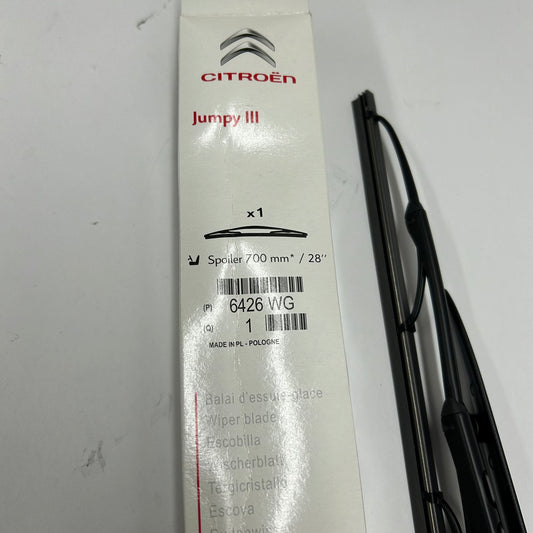 CITROËN
Jumpy III
x1
Spoiler 700 mm* / 28''
(P) 6426 WG
(Q) 1
MADE IN PL - POLOGNE
Balai d'essuie-glace
Wiper blade
Escobilla
Wischerblatt
Tergicristallo
Escova